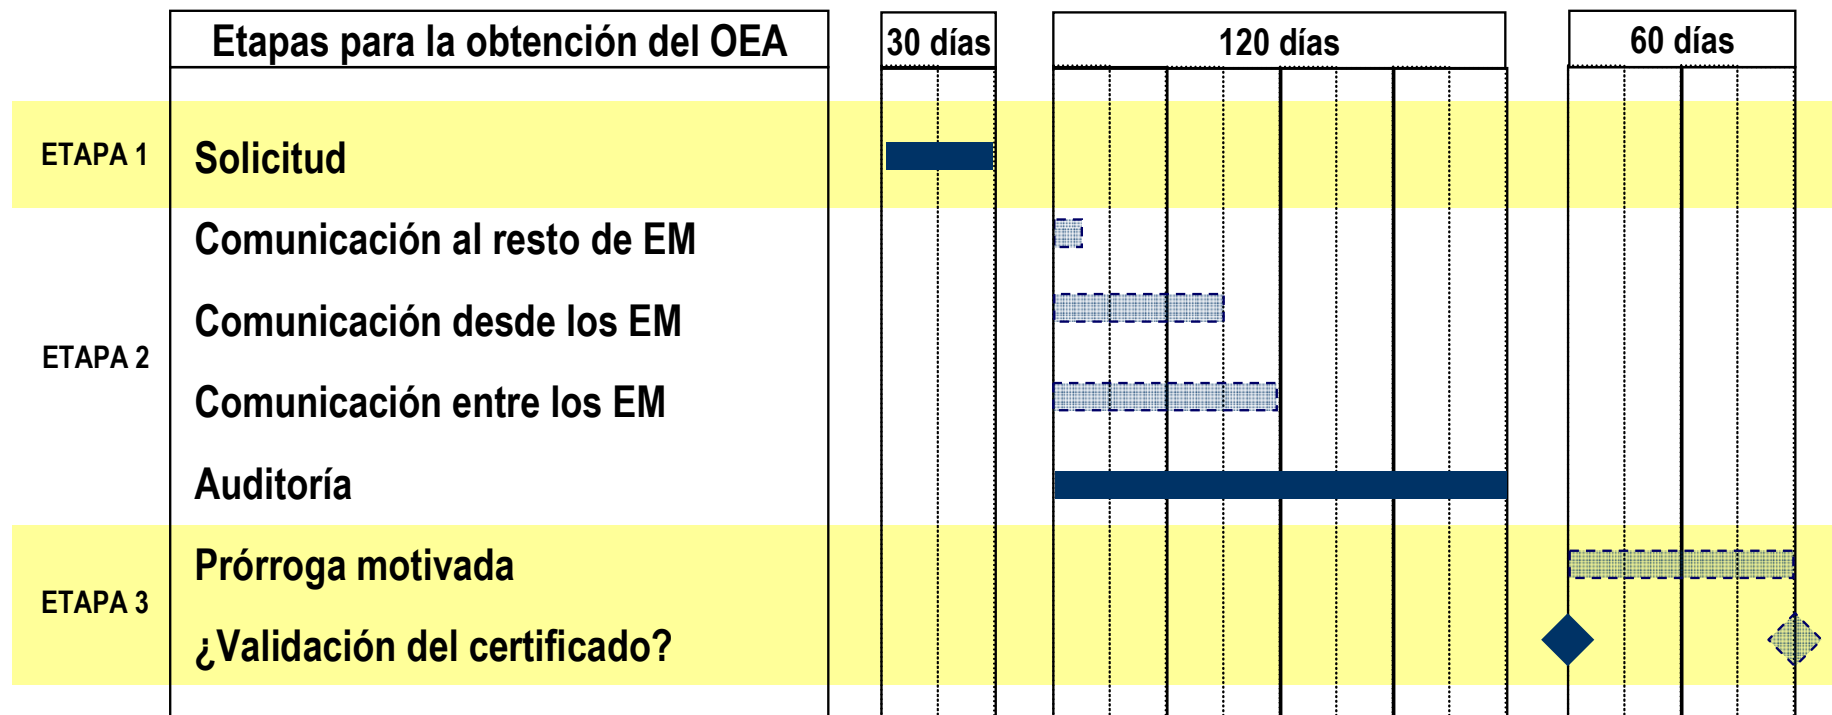 Etapas para la obtención del OEA
30 días
120 días
60 días
ETAPA 1
Solicitud
Comunicación al resto de EM
Comunicación desde los EM
ETAPA 2
Comunicación entre los EM
Auditoría
Prórroga motivada
ETAPA 3
¿Validación del certificado?